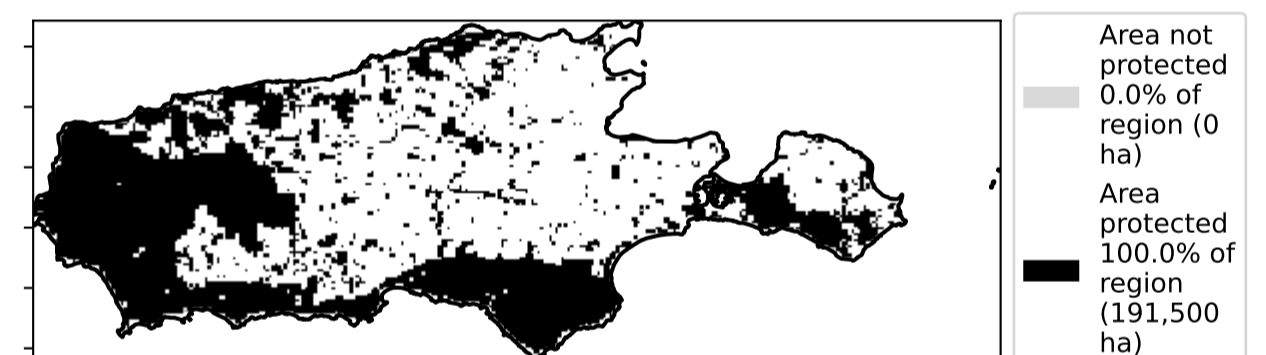 Area not
protected
0.0% of
region (0
ha)
Area
protected
100.0% of
region
(191,500
ha)